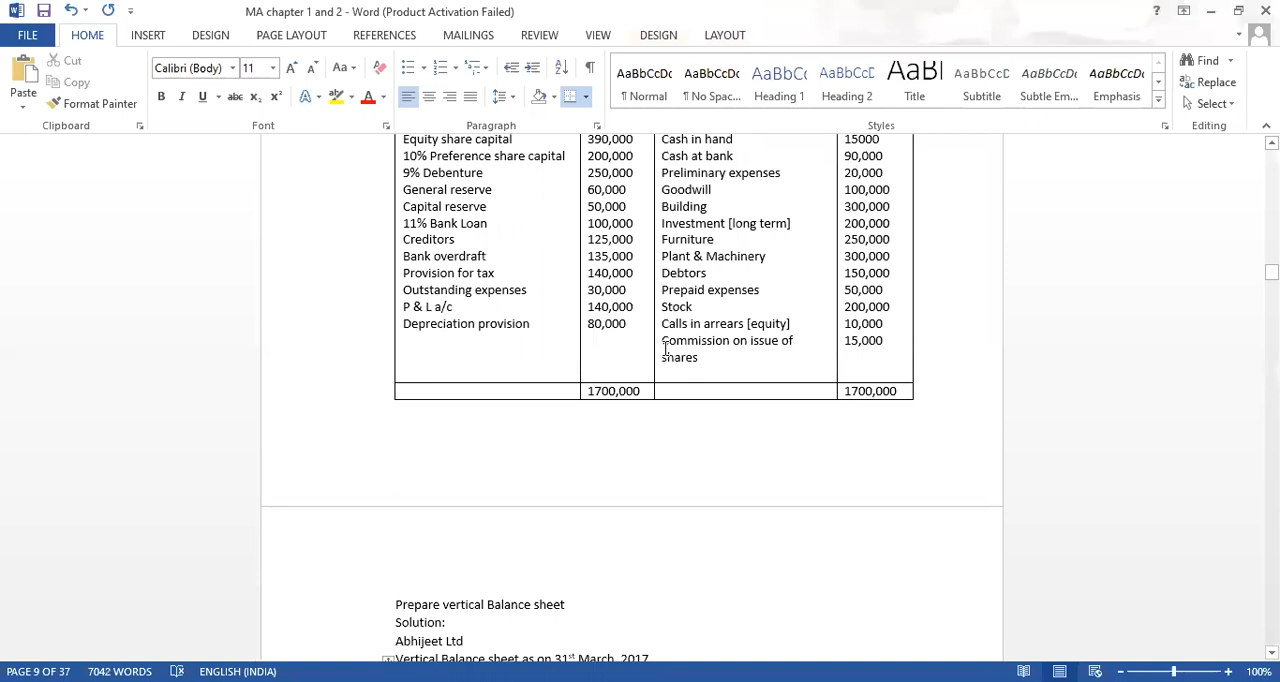 MA chapter 1 and 2 - Word (Product Activation Failed)
FILE HOME INSERT DESIGN PAGE LAYOUT REFERENCES MAILINGS REVIEW VIEW DESIGN LAYOUT
Paste
Cut
Copy
Format Painter
Clipboard
Calibri (Body) 11
Font
Paragraph
AaBbCcDc AaBbCcDc AaBbCc AaBbCcD AaBl AaBbCcD AaBbCcDc AaBbCcDc
¶ Normal ¶ No Spac... Heading 1 Heading 2 Title Subtitle Subtle Em... Emphasis
Styles
Find
Replace
Select
Editing
Equity share capital 390,000 Cash in hand 15000
10% Preference share capital 200,000 Cash at bank 90,000
9% Debenture 250,000 Preliminary expenses 20,000
General reserve 60,000 Goodwill 100,000
Capital reserve 50,000 Building 300,000
11% Bank Loan 100,000 Investment [long term] 200,000
Creditors 125,000 Furniture 250,000
Bank overdraft 135,000 Plant & Machinery 300,000
Provision for tax 140,000 Debtors 150,000
Outstanding expenses 30,000 Prepaid expenses 50,000
P & L a/c 140,000 Stock 200,000
Depreciation provision 80,000 Calls in arrears [equity] 10,000
Commission on issue of 15,000
shares
1700,000 1700,000
Prepare vertical Balance sheet
Solution:
Abhijeet Ltd
Vertical Balance sheet as on 31st March, 2017
PAGE 9 OF 37 7042 WORDS ENGLISH (INDIA) 100%